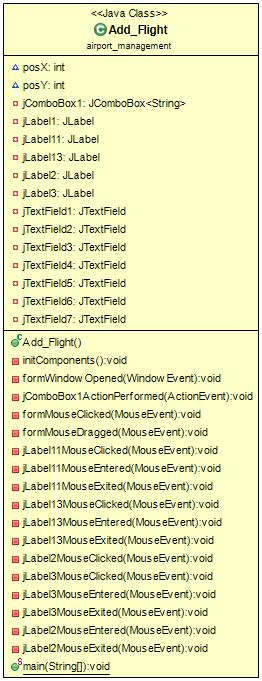 <<Java Class>>
Add_Flight
airport_management
posX: int
posY: int
jComboBox1: JComboBox<String>
jLabel1: JLabel
jLabel11: JLabel
jLabel13: JLabel
jLabel2: JLabel
jLabel3: JLabel
jTextField1: JTextField
jTextField2: JTextField
jTextField3: JTextField
jTextField4: JTextField
jTextField5: JTextField
jTextField6: JTextField
jTextField7: JTextField
Add_Flight()
initComponents():void
formWindowOpened(WindowEvent):void
jComboBox1ActionPerformed(ActionEvent):void
formMouseClicked(MouseEvent):void
formMouseDragged(MouseEvent):void
jLabel11MouseClicked(MouseEvent):void
jLabel11MouseEntered(MouseEvent):void
jLabel11MouseExited(MouseEvent):void
jLabel13MouseClicked(MouseEvent):void
jLabel13MouseEntered(MouseEvent):void
jLabel13MouseExited(MouseEvent):void
jLabel2MouseClicked(MouseEvent):void
jLabel3MouseClicked(MouseEvent):void
jLabel3MouseEntered(MouseEvent):void
jLabel3MouseExited(MouseEvent):void
jLabel2MouseEntered(MouseEvent):void
jLabel2MouseExited(MouseEvent):void
main(String[]):void